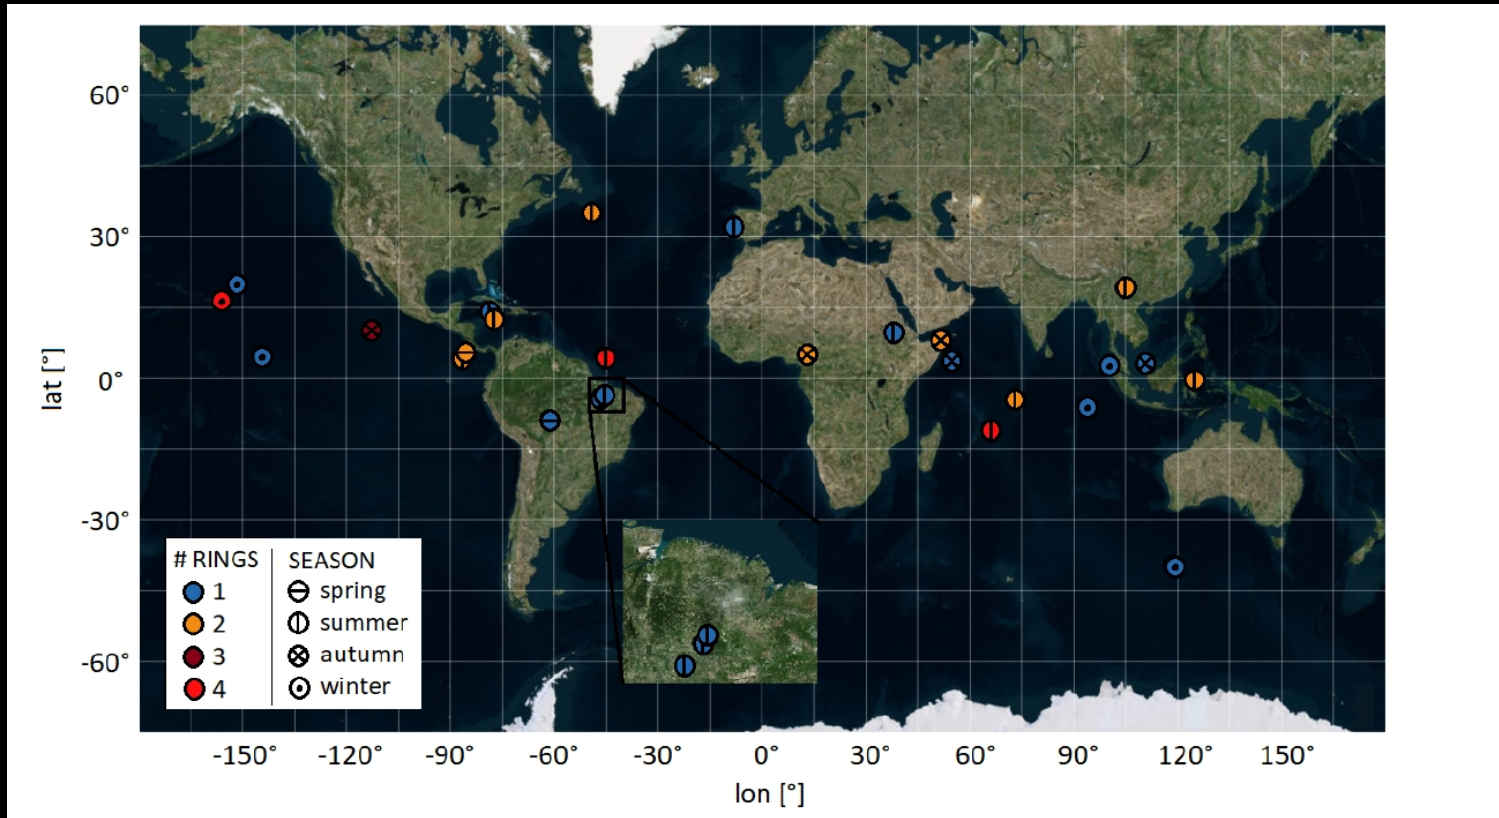 60°
30°
0°
-30°
-60°
lat [°]
# RINGS
1
2
3
4
SEASON
spring
summer
autumn
winter
-150° -120° -90° -60° -30° 0° 30° 60° 90° 120° 150°
lon [°]